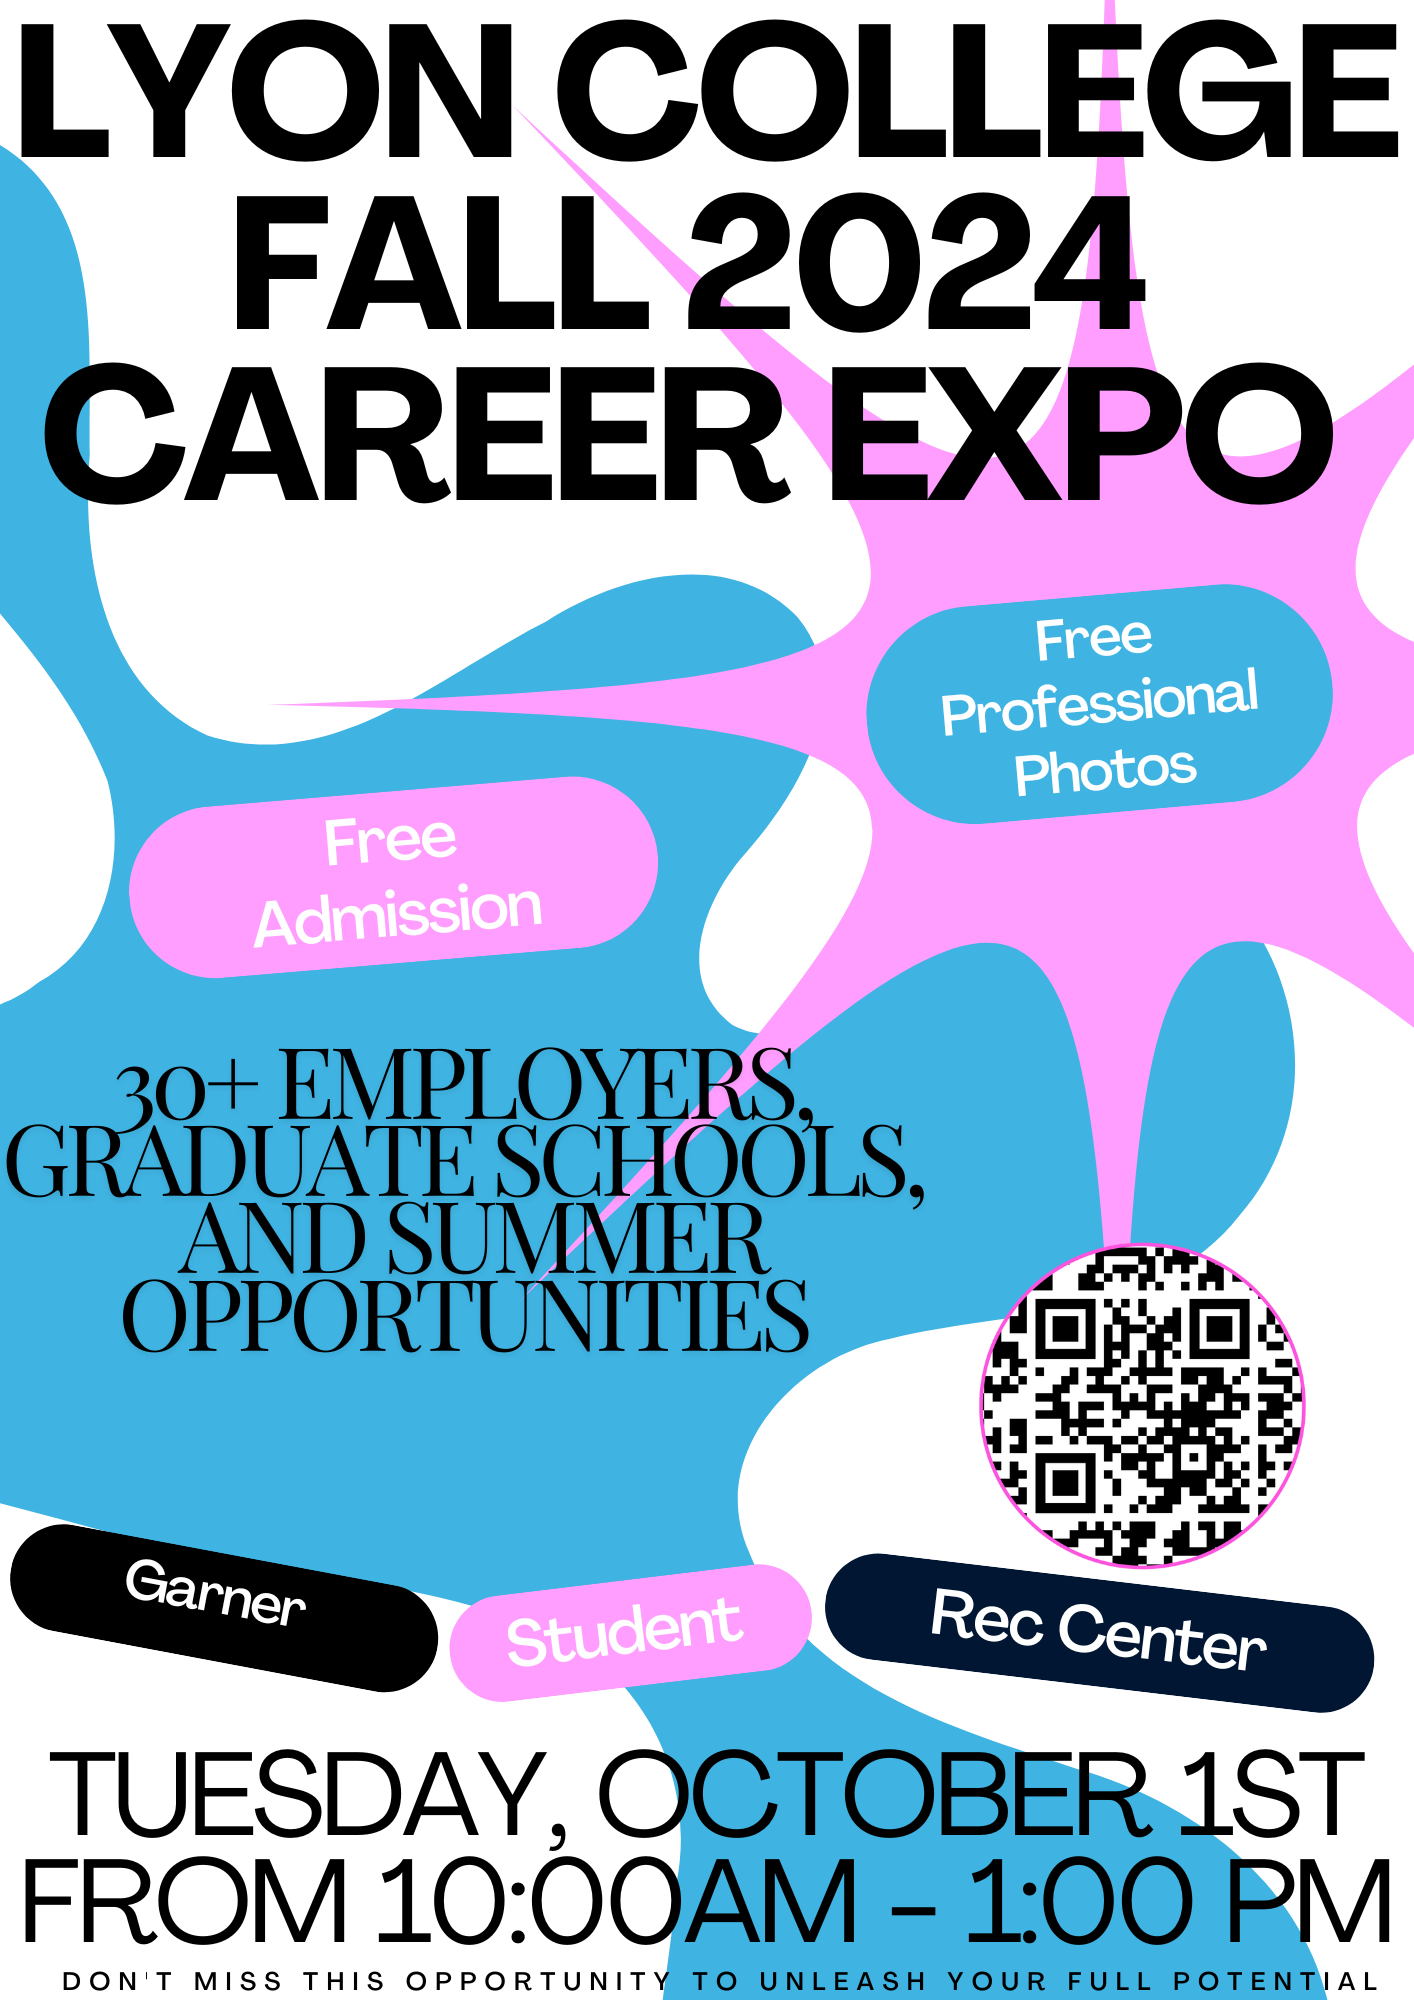 LYON COLLEGE
FALL 2024
CAREER EXPO
Free
Professional
Photos
Free
Admission
30+ EMPLOYERS,
GRADUATE SCHOOLS,
AND SUMMER
OPPORTUNITIES
Garner
Student
Rec Center
TUESDAY, OCTOBER 1ST
FROM 10:00AM – 1:00 PM
DON'T MISS THIS OPPORTUNITY TO UNLEASH YOUR FULL POTENTIAL